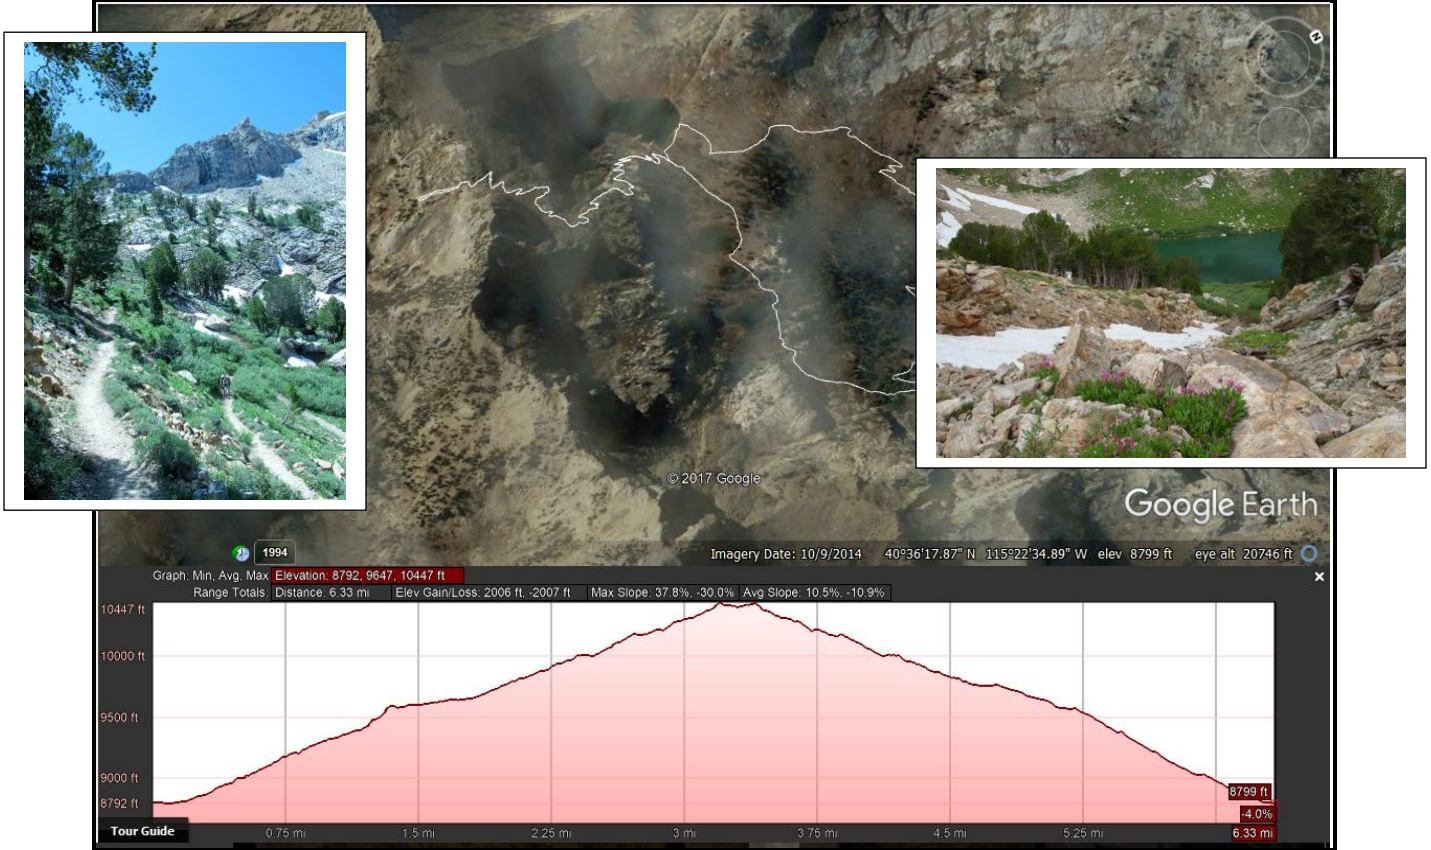 N
© 2017 Google
Google Earth
1994
Imagery Date: 10/9/2014 40°36'17.87" N 115°22'34.89" W elev 8799 ft eye alt 20746 ft
Graph: Min, Avg, Max Elevation: 8792, 9647, 10447 ft
Range Totals: Distance: 6.33 mi Elev Gain/Loss: 2006 ft, -2007 ft Max Slope: 37.8%, -30.0% Avg Slope: 10.5%, -10.9%
10447 ft
10000 ft
9500 ft
9000 ft
8792 ft
8799 ft
-4.0%
Tour Guide
0.75 mi 1.5 mi 2.25 mi 3 mi 3.75 mi 4.5 mi 5.25 mi 6.33 mi